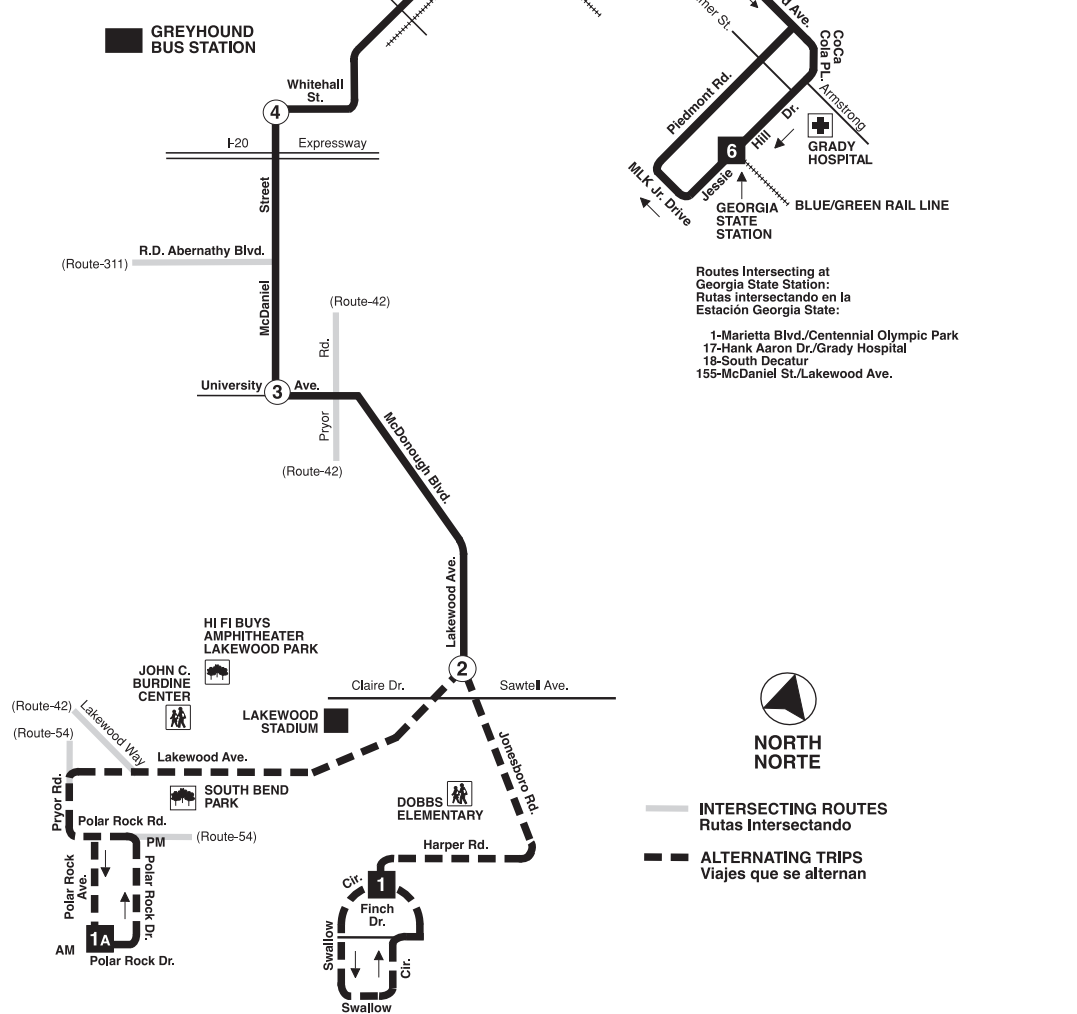 GREYHOUND
BUS STATION
Whitehall
St.
4
I-20
Expressway
Street
R.D. Abernathy Blvd.
(Route-311)
McDaniel
(Route-42)
Rd.
University
3
Ave.
Pryor
(Route-42)
McDonough Blvd.
Lakewood Ave.
2
Claire Dr.
Sawtell Ave.
HI FI BUYS
AMPHITHEATER
LAKEWOOD PARK
JOHN C.
BURDINE
CENTER
LAKEWOOD
STADIUM
(Route-42)
Lakewood Way
(Route-54)
Lakewood Ave.
SOUTH BEND
PARK
Pryor Rd.
Polar Rock Rd.
PM
(Route-54)
Polar Rock
Ave.
Polar Rock Dr.
AM
1A
Polar Rock Dr.
Jonesboro Rd.
DOBBS
ELEMENTARY
Harper Rd.
Cir.
1
Finch
Dr.
Swallow
Cir.
Swallow
Ave.
CoCa
Cola PL.
St.
Piedmont Rd.
Armstrong
Dr.
Hill
6
Jessie
GRADY
HOSPITAL
MLK Jr. Drive
GEORGIA
STATE
STATION
BLUE/GREEN RAIL LINE
Routes Intersecting at
Georgia State Station:
Rutas intersectando en la
Estación Georgia State:
1-Marietta Blvd./Centennial Olympic Park
17-Hank Aaron Dr./Grady Hospital
18-South Decatur
155-McDaniel St./Lakewood Ave.
NORTH
NORTE
INTERSECTING ROUTES
Rutas Intersectando
ALTERNATING TRIPS
Viajes que se alternan